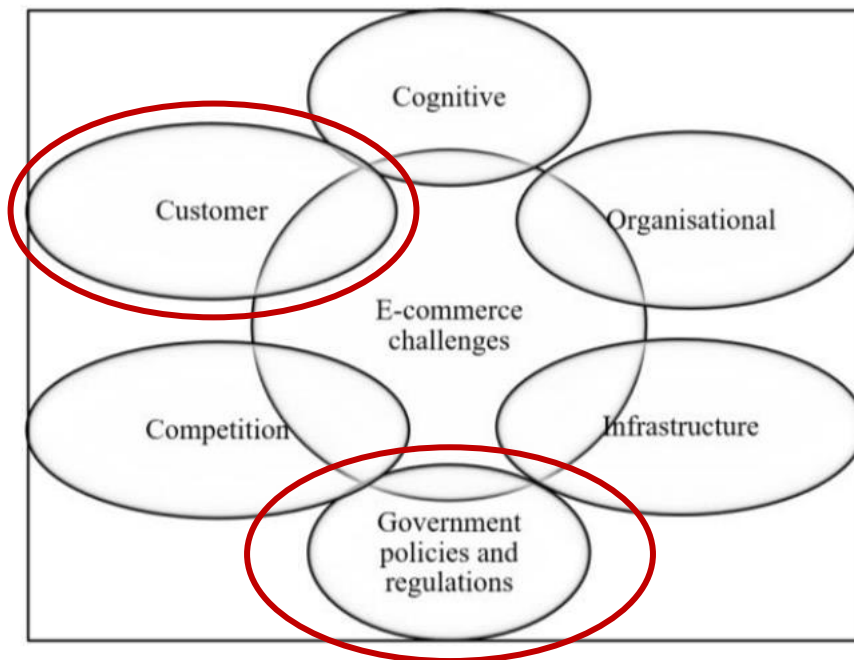 Cognitive
Customer
Organisational
E-commerce
challenges
Competition
Infrastructure
Government
policies and
regulations